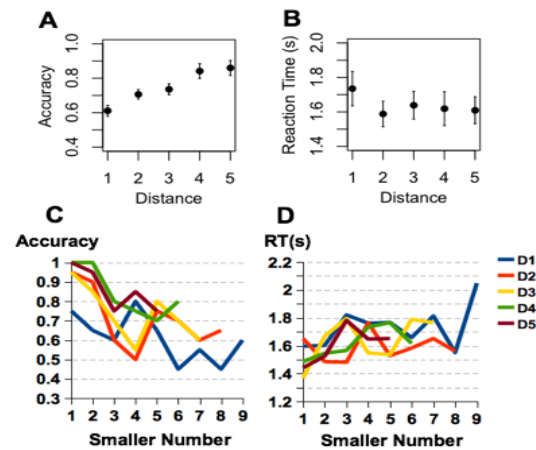 A
Accuracy
0.4 0.6 0.8 1.0
1 2 3 4 5
Distance
B
Reaction Time (s)
1.4 1.6 1.8 2.0
1 2 3 4 5
Distance
C
Accuracy
1
0.9
0.8
0.7
0.6
0.5
0.4
0.3
1 2 3 4 5 6 7 8 9
Smaller Number
D
RT(s)
2.2
2
1.8
1.6
1.4
1.2
1 2 3 4 5 6 7 8 9
Smaller Number
D1
D2
D3
D4
D5